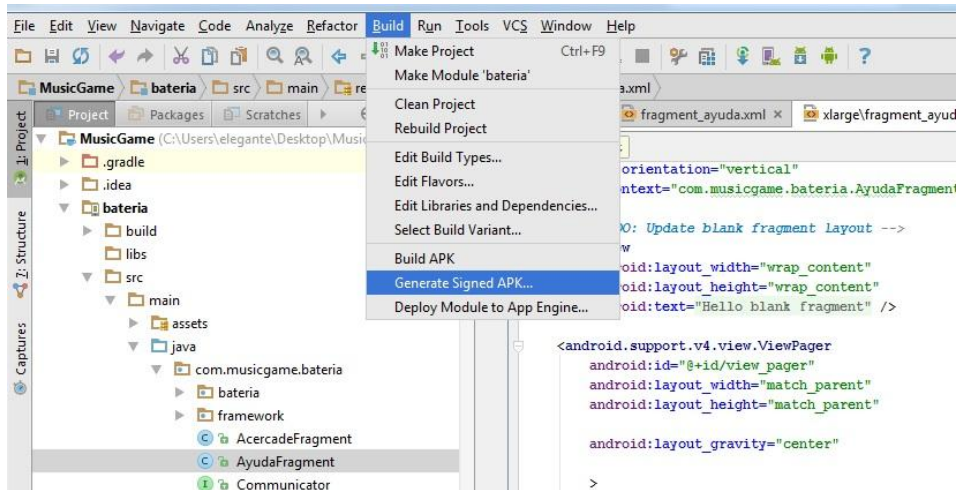 File Edit View Navigate Code Analyze Refactor Build Run Tools VCS Window Help
Make Project Ctrl+F9
Make Module 'bateria'
Clean Project
Rebuild Project
Edit Build Types...
Edit Flavors...
Edit Libraries and Dependencies...
Select Build Variant...
Build APK
Generate Signed APK...
Deploy Module to App Engine...
MusicGame bateria src main re
a.xml
Project Packages Scratches
fragment_ayuda.xml xlarge\fragment_ayud
1: Project
7: Structure
Captures
MusicGame (C:\Users\elegante\Desktop\Music
.gradle
.idea
bateria
build
libs
src
main
assets
java
com.musicgame.bateria
bateria
framework
AcercadeFragment
AyudaFragment
Communicator
orientation="vertical"
ntext="com.musicgame.bateria.AyudaFragment
DO: Update blank fragment layout -->
w
roid:layout_width="wrap_content"
roid:layout_height="wrap_content"
roid:text="Hello blank fragment" />
<android.support.v4.view.ViewPager
android:id="@+id/view_pager"
android:layout_width="match_parent"
android:layout_height="match_parent"
android:layout_gravity="center"
>